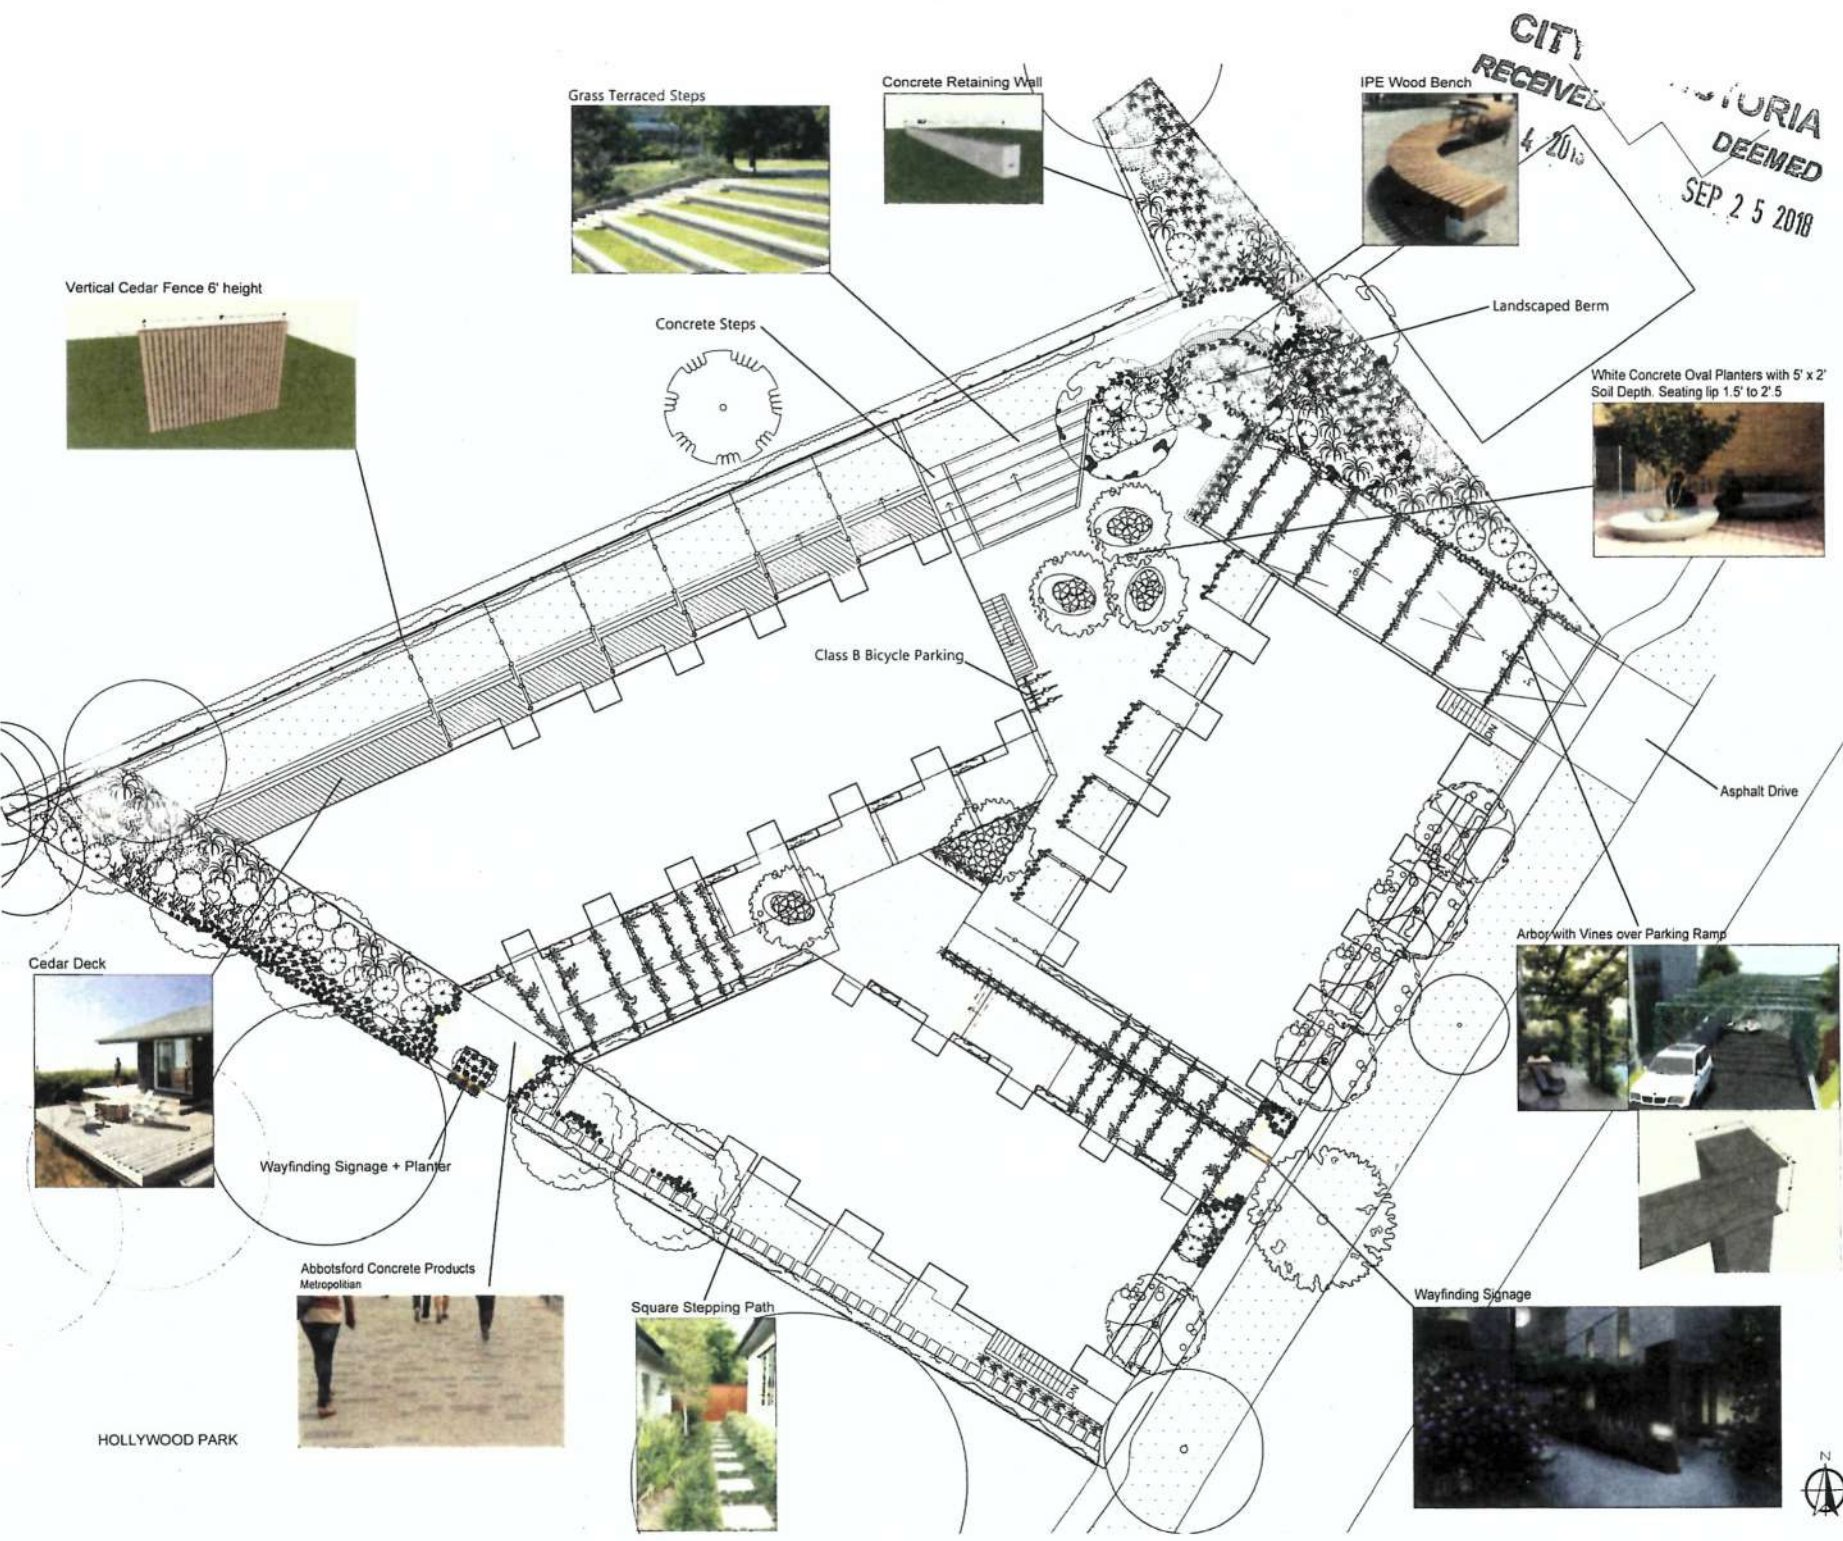 CITY
RECEIVED
DEEMED
SEP 2 5 2018
Grass Terraced Steps
Concrete Retaining Wall
IPE Wood Bench
Vertical Cedar Fence 6' height
Concrete Steps
Landscaped Berm
White Concrete Oval Planters with 5' x 2'
Soil Depth. Seating lip 1.5' to 2'.5
Class B Bicycle Parking
DN
Asphalt Drive
Cedar Deck
Arbor with Vines over Parking Ramp
Wayfinding Signage + Planter
Abbotsford Concrete Products
Metropolitian
Square Stepping Path
Wayfinding Signage
DN
HOLLYWOOD PARK
N